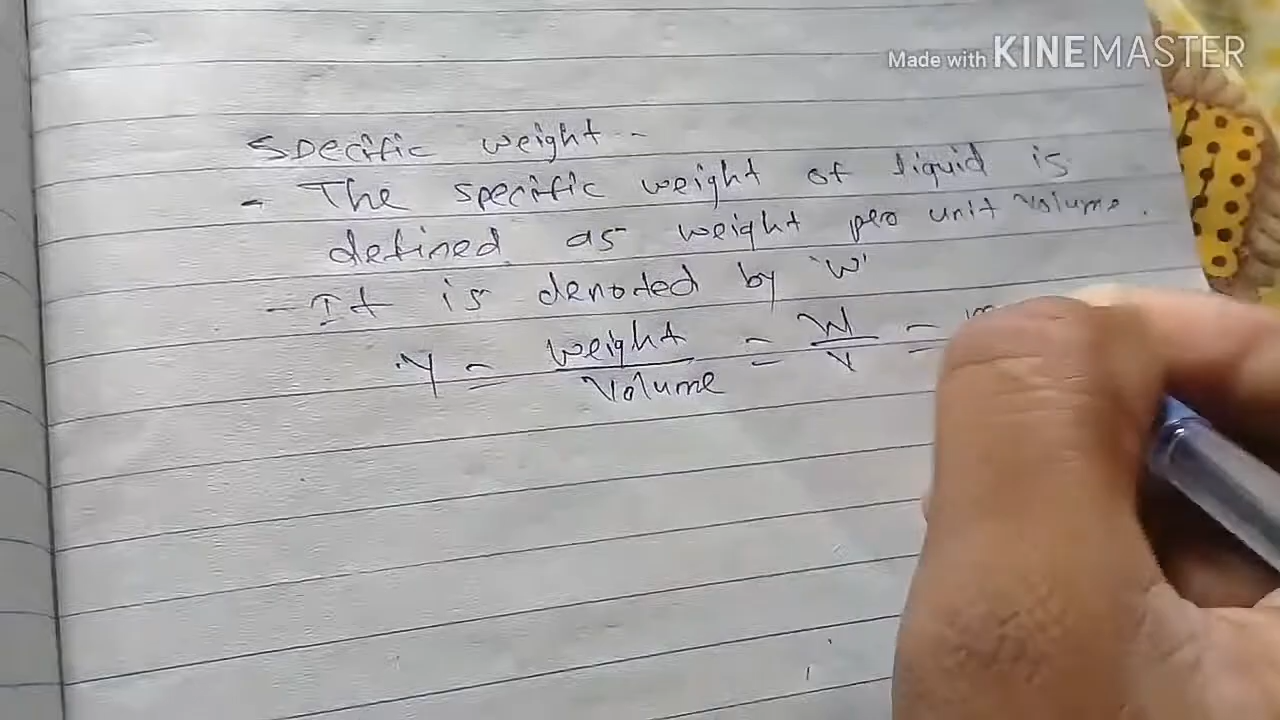 Made with KINEMASTER
Specific weight -
- The specific weight of liquid is
defined as weight per unit volume.
- It is denoted by 'W'
γ = weight / Volume = W / V =